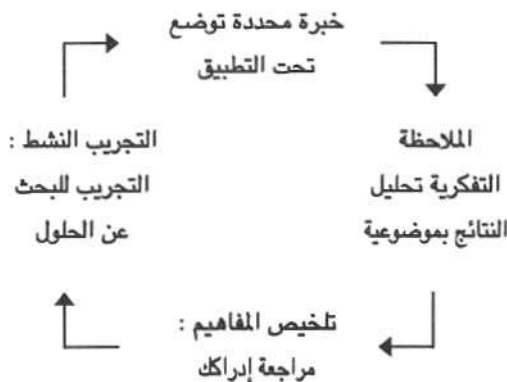 خبرة محددة توضع
تحت التطبيق
الملاحظة
التفكرية تحليل
النتائج بموضوعية
تلخيص المفاهيم :
مراجعة إدراكك
التجريب النشط :
التجريب للبحث
عن الحلول